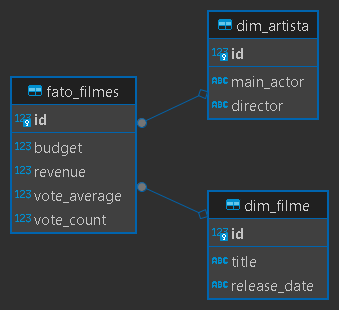 dim_artista
123 id
ABC main_actor
ABC director
fato_filmes
123 id
123 budget
123 revenue
123 vote_average
123 vote_count
dim_filme
123 id
ABC title
ABC release_date